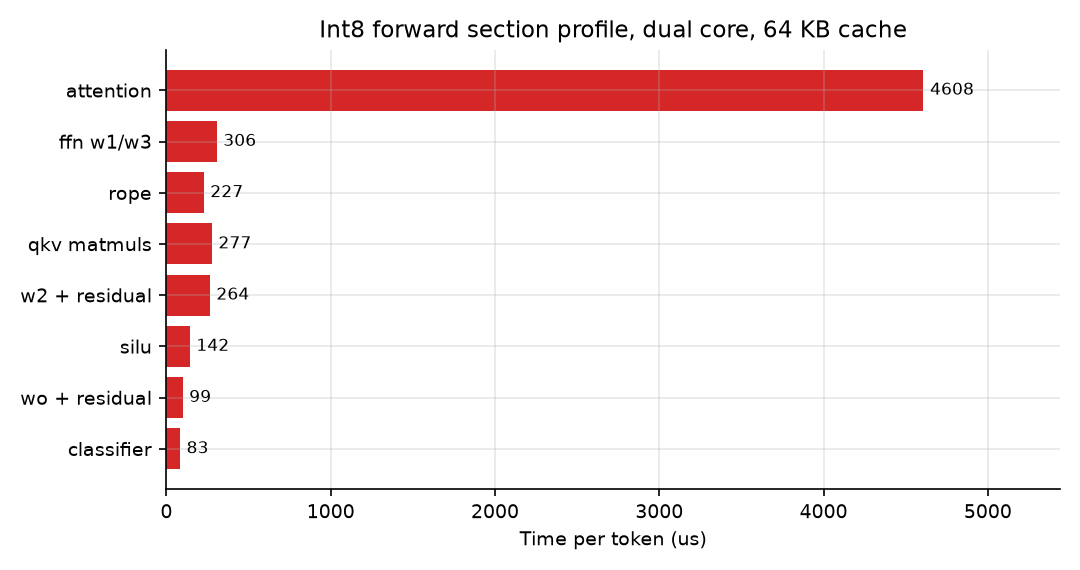 Int8 forward section profile, dual core, 64 KB cache
attention 4608
ffn w1/w3 306
rope 227
qkv matmuls 277
w2 + residual 264
silu 142
wo + residual 99
classifier 83
0 1000 2000 3000 4000 5000
Time per token (us)